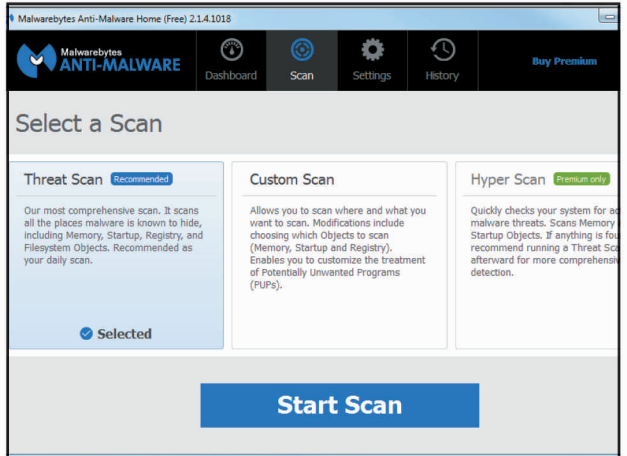 Malwarebytes Anti-Malware Home (Free) 2.1.4.1018
Malwarebytes
ANTI-MALWARE
Dashboard
Scan
Settings
History
Buy Premium
Select a Scan
Threat Scan Recommended
Our most comprehensive scan. It scans
all the places malware is known to hide,
including Memory, Startup, Registry, and
Filesystem Objects. Recommended as
your daily scan.
Selected
Custom Scan
Allows you to scan where and what you
want to scan. Modifications include
choosing which Objects to scan
(Memory, Startup and Registry).
Enables you to customize the treatment
of Potentially Unwanted Programs
(PUPs).
Hyper Scan Premium only
Quickly checks your system for
malware threats. Scans Memory
Startup Objects. If anything is
recommend running a Threat
afterward for more
detection.
Start Scan